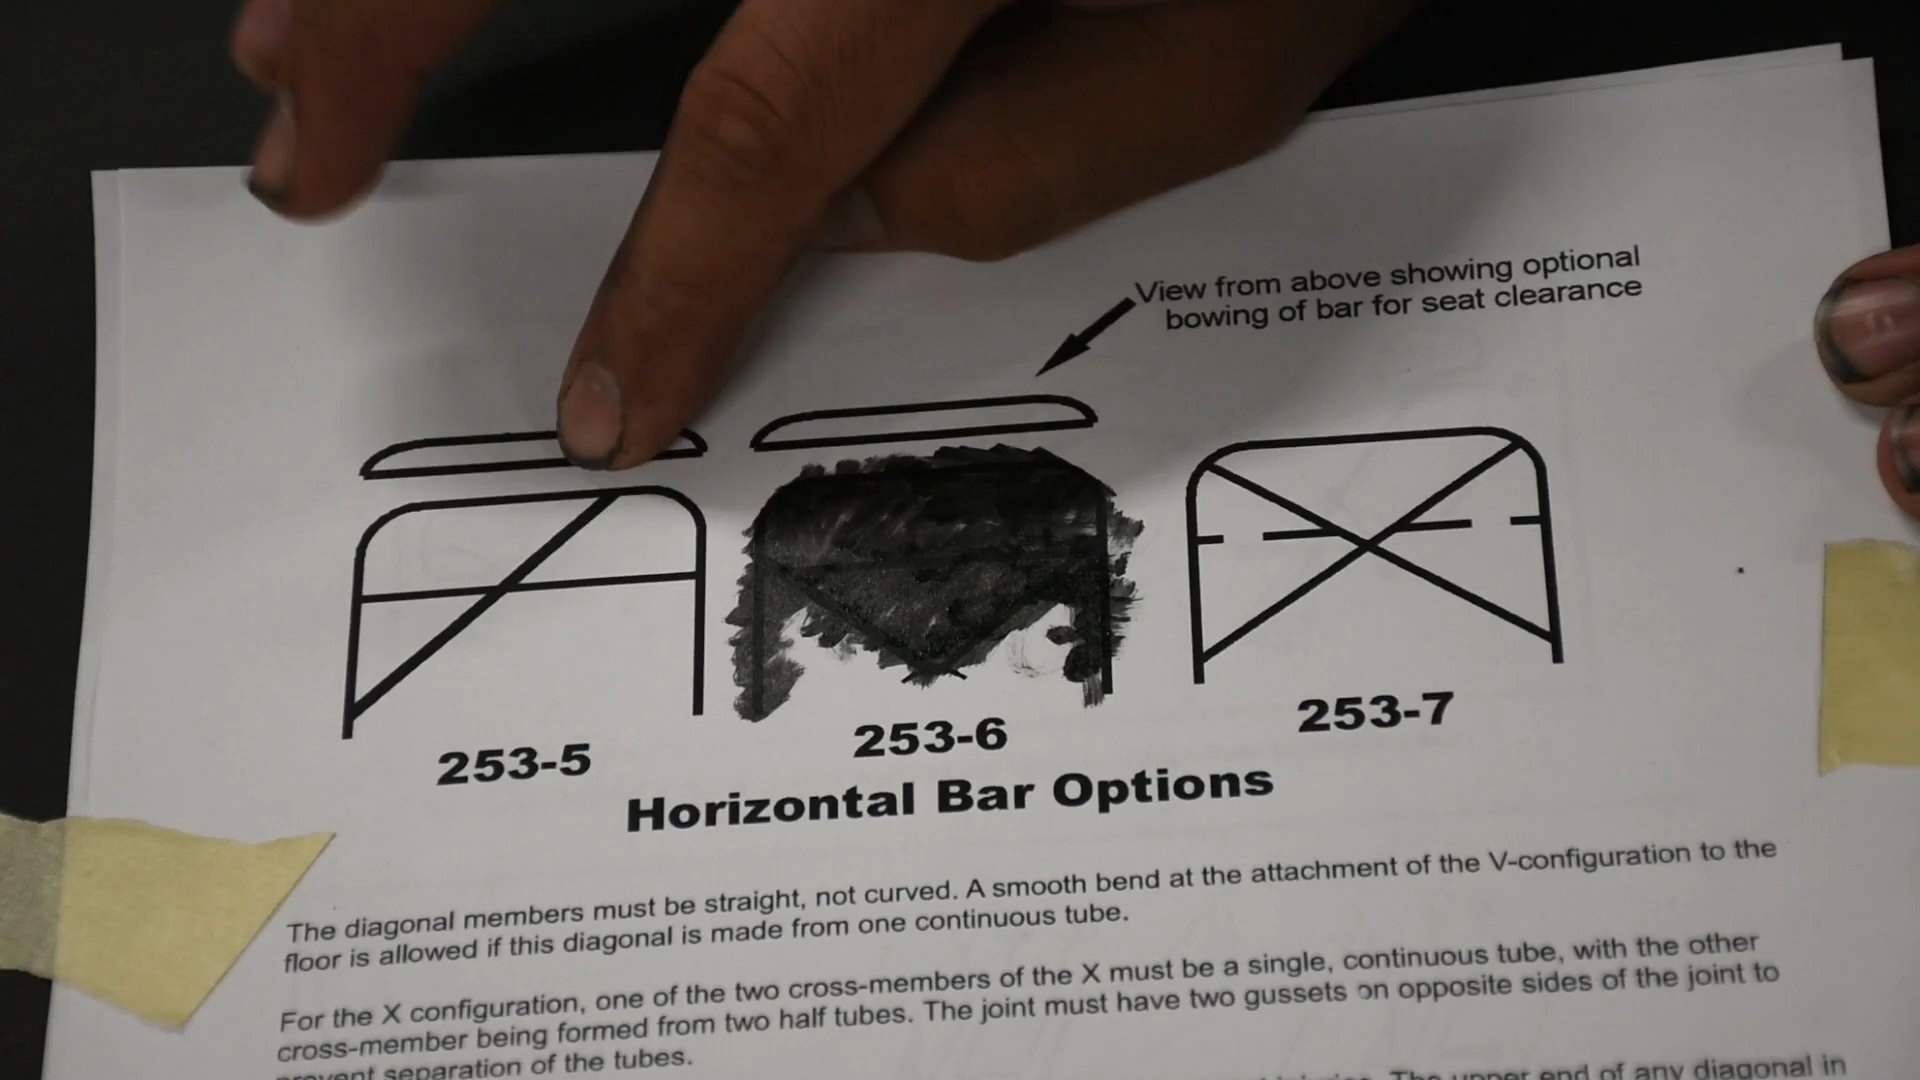 View from above showing optional
bowing of bar for seat clearance
253-5
253-6
253-7
Horizontal Bar Options
The diagonal members must be straight, not curved. A smooth bend at the attachment of the V-configuration to the
floor is allowed if this diagonal is made from one continuous tube.
For the X configuration, one of the two cross-members of the X must be a single, continuous tube, with the other
cross-member being formed from two half tubes. The joint must have two gussets on opposite sides of the joint to
prevent separation of the tubes.
The upper end of any diagonal in